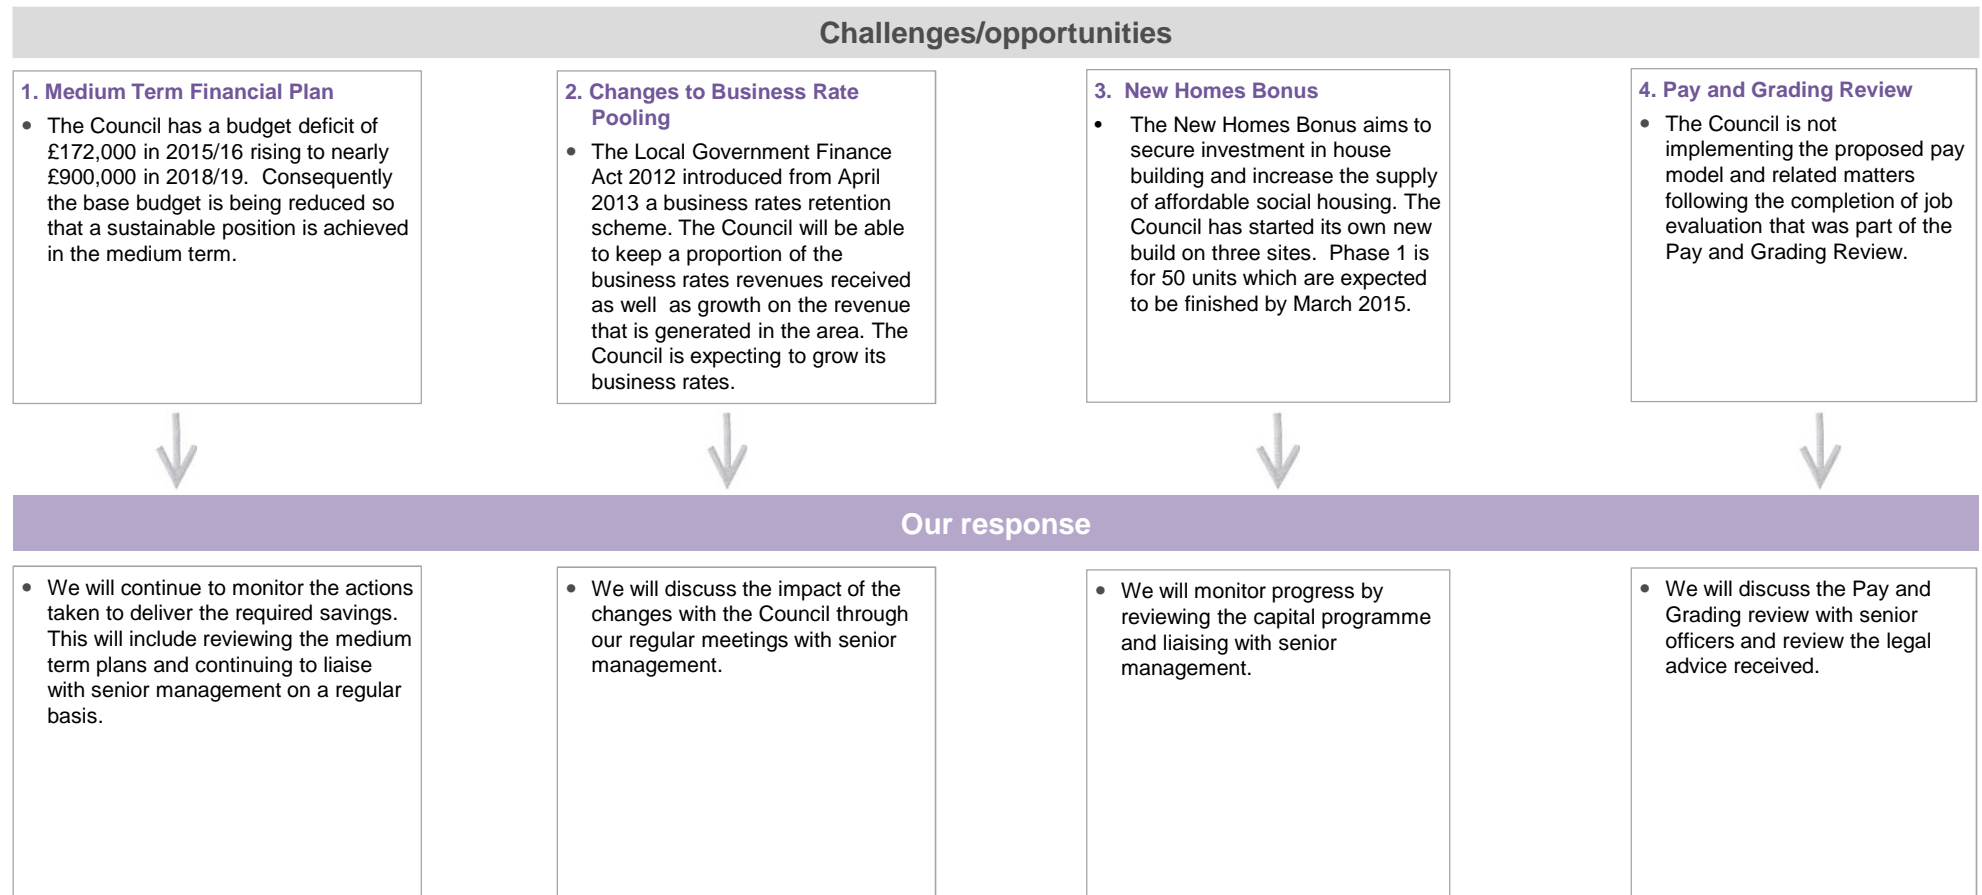 Challenges/opportunities
1. Medium Term Financial Plan
• The Council has a budget deficit of
£172,000 in 2015/16 rising to nearly
£900,000 in 2018/19. Consequently
the base budget is being reduced so
that a sustainable position is achieved
in the medium term.
2. Changes to Business Rate
Pooling
• The Local Government Finance
Act 2012 introduced from April
2013 a business rates retention
scheme. The Council will be able
to keep a proportion of the
business rates revenues received
as well as growth on the revenue
that is generated in the area. The
Council is expecting to grow its
business rates.
3. New Homes Bonus
• The New Homes Bonus aims to
secure investment in house
building and increase the supply
of affordable social housing. The
Council has started its own new
build on three sites. Phase 1 is
for 50 units which are expected
to be finished by March 2015.
4. Pay and Grading Review
• The Council is not
implementing the proposed pay
model and related matters
following the completion of job
evaluation that was part of the
Pay and Grading Review.
Our response
• We will continue to monitor the actions
taken to deliver the required savings.
This will include reviewing the medium
term plans and continuing to liaise
with senior management on a regular
basis.
• We will discuss the impact of the
changes with the Council through
our regular meetings with senior
management.
• We will monitor progress by
reviewing the capital programme
and liaising with senior
management.
• We will discuss the Pay and
Grading review with senior
officers and review the legal
advice received.